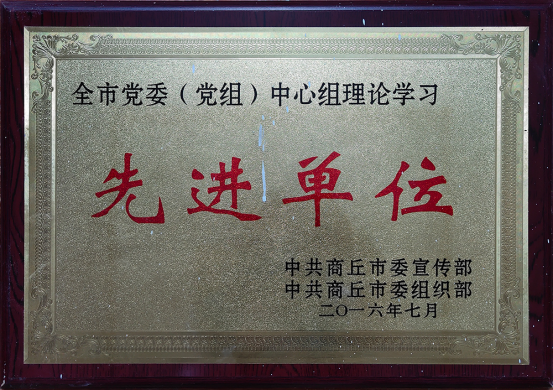 全市党委（党组）中心组理论学习
先进单位
中共商丘市委宣传部
中共商丘市委组织部
二〇一六年七月